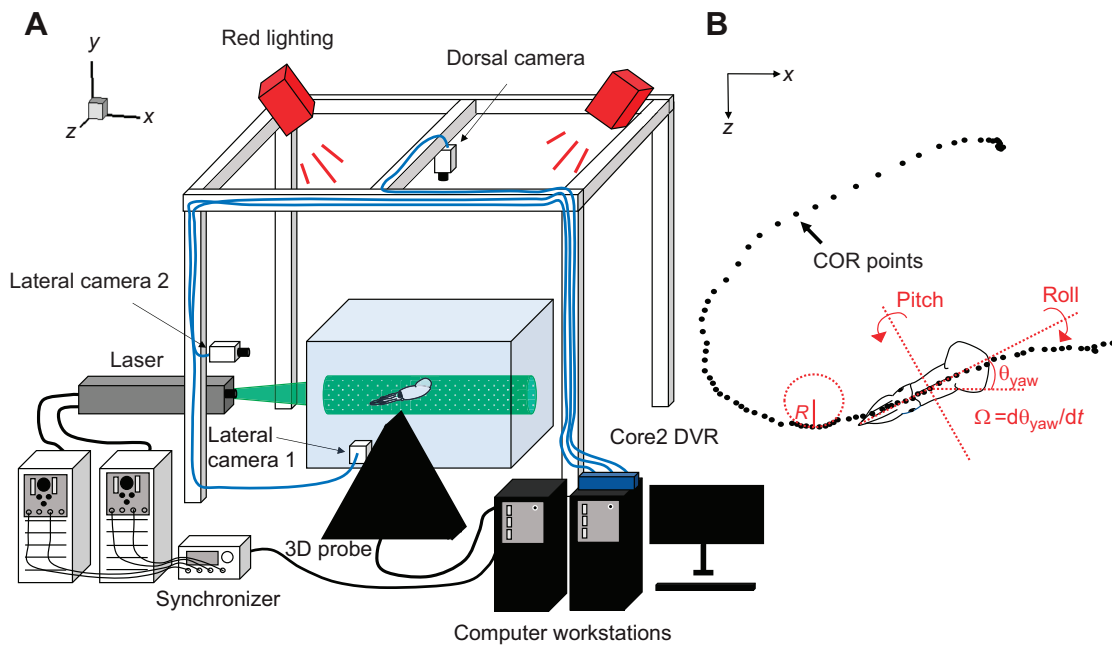 A
y
z
x
Red lighting
Dorsal camera
Lateral camera 2
Laser
Lateral
camera 1
Core2 DVR
3D probe
Synchronizer
Computer workstations
B
x
z
COR points
Pitch
Roll
θyaw
R
Ω =dθyaw/dt